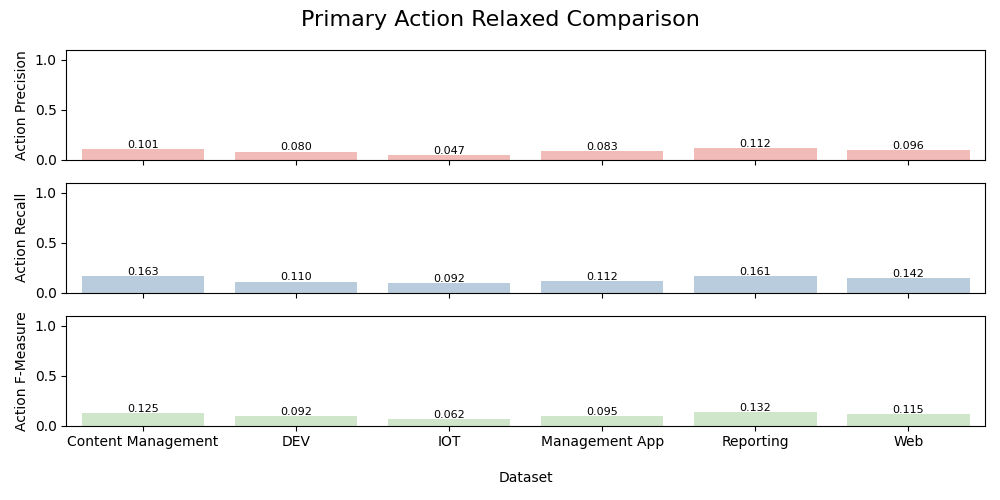 Primary Action Relaxed Comparison
Action Precision
1.0
0.5
0.0
0.101 0.080 0.047 0.083 0.112 0.096
Action Recall
1.0
0.5
0.0
0.163 0.110 0.092 0.112 0.161 0.142
Action F-Measure
1.0
0.5
0.0
0.125 0.092 0.062 0.095 0.132 0.115
Content Management DEV IOT Management App Reporting Web
Dataset